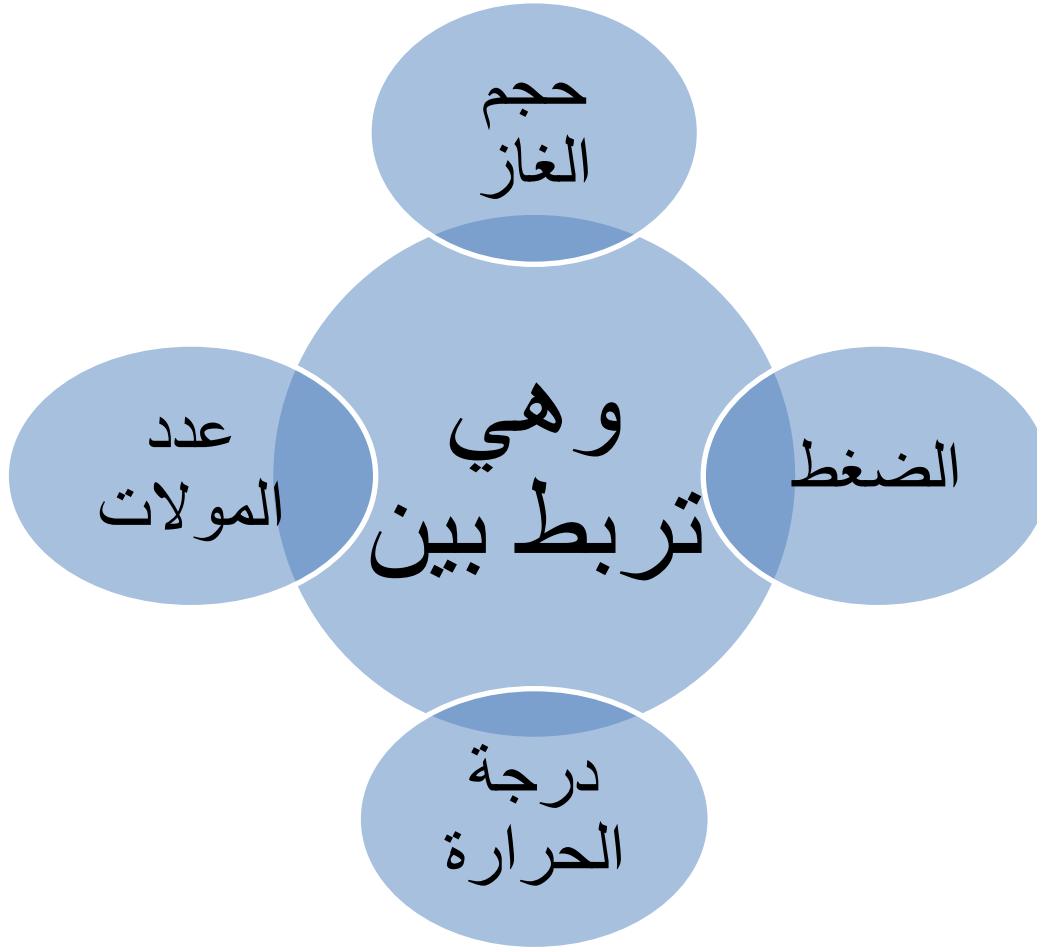 حجم
الغاز
وهي
تربط بين
الضغط
عدد
المولات
درجة
الحرارة